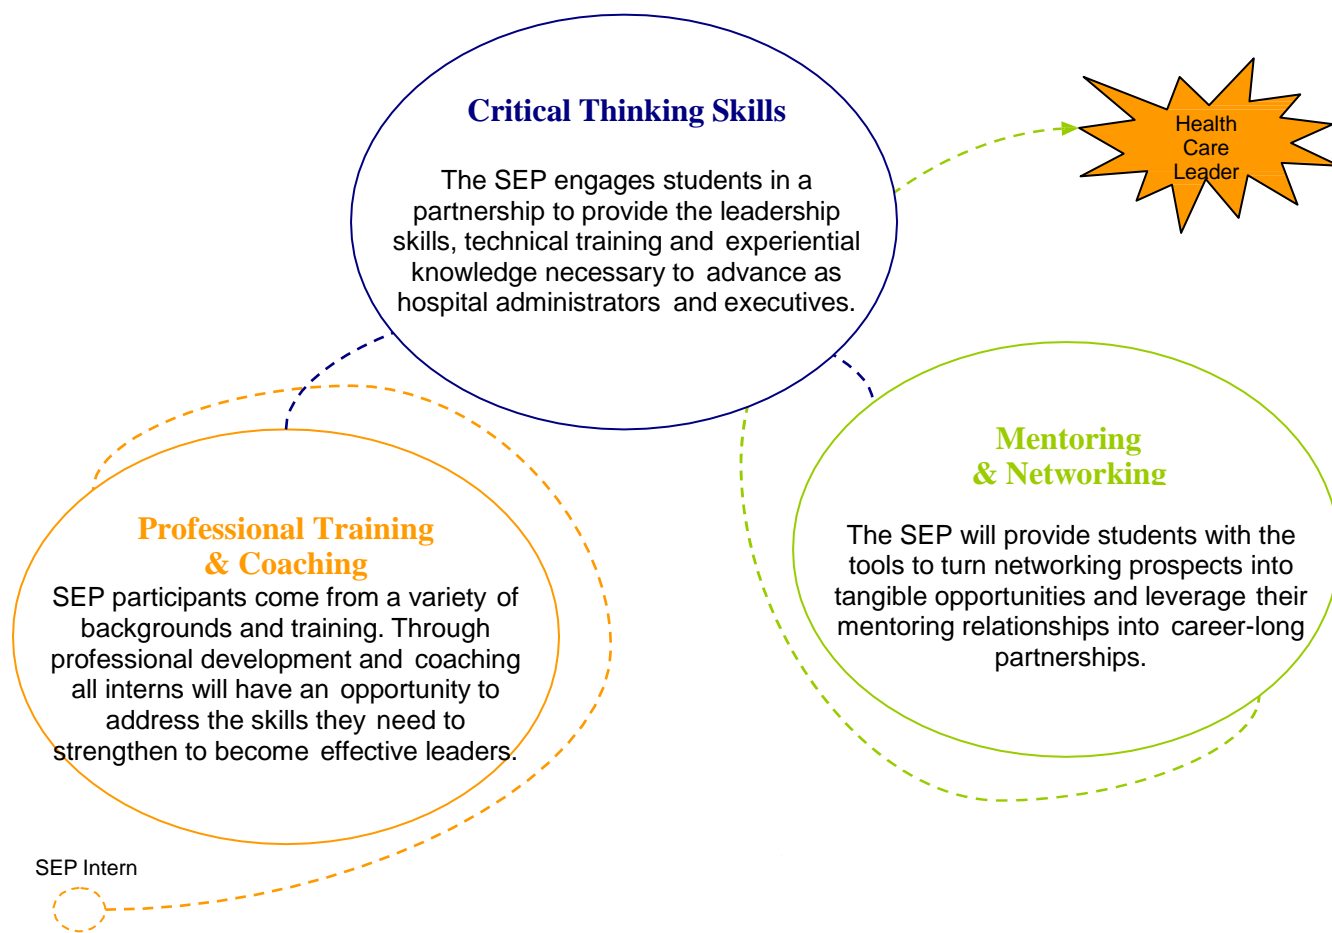 Critical Thinking Skills
The SEP engages students in a
partnership to provide the leadership
skills, technical training and experiential
knowledge necessary to advance as
hospital administrators and executives.
Health
Care
Leader
Mentoring
& Networking
The SEP will provide students with the
tools to turn networking prospects into
tangible opportunities and leverage their
mentoring relationships into career-long
partnerships.
Professional Training
& Coaching
SEP participants come from a variety of
backgrounds and training. Through
professional development and coaching
all interns will have an opportunity to
address the skills they need to
strengthen to become effective leaders.
SEP Intern